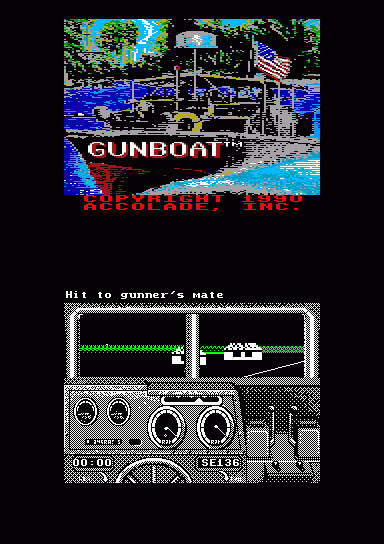 GUNBOAT™
COPYRIGHT 1990
ACCOLADE, INC.
Hit to gunner's mate
00:00
SE136